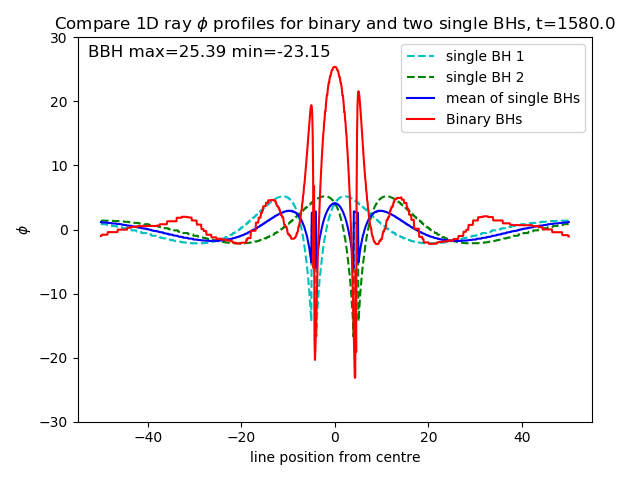 Compare 1D ray ϕ profiles for binary and two single BHs, t=1580.0
BBH max=25.39 min=-23.15
single BH 1
single BH 2
mean of single BHs
Binary BHs
30
20
10
0
−10
−20
−30
ϕ
−40
−20
0
20
40
line position from centre